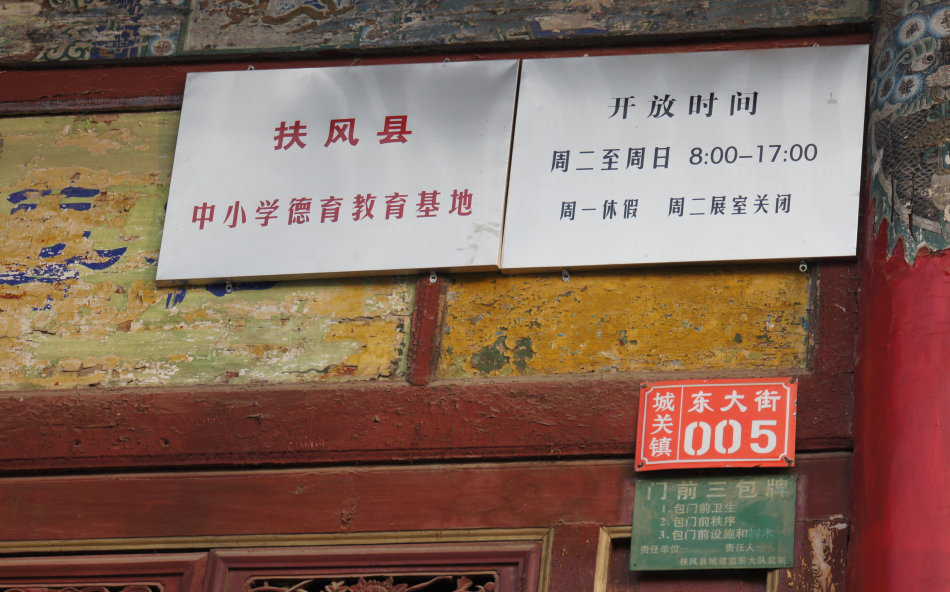 扶风县
中小学德育教育基地
开放时间
周二至周日 8:00-17:00
周一休假 周二展室关闭
城关镇
东大街
005
门前三包牌
1.包门前卫生
2.包门前秩序
3.包门前设施和树木
责任单位: 责任人
扶风县城建监察大队监制